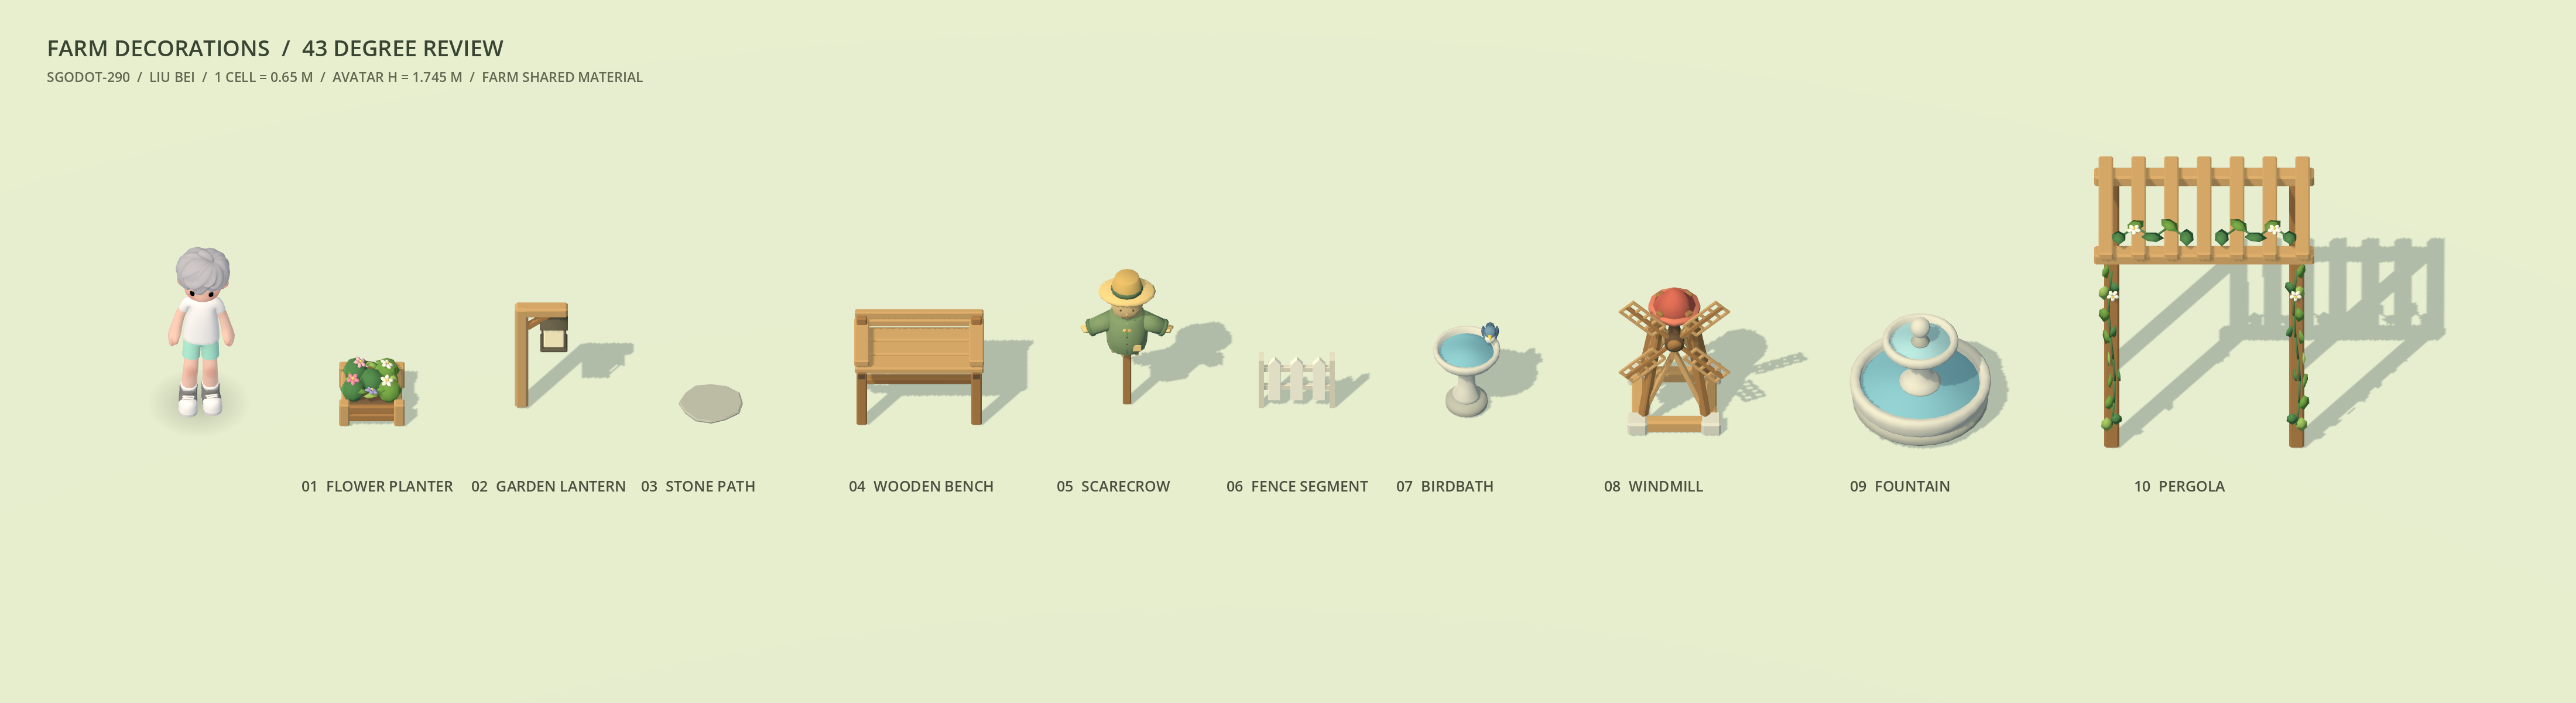 FARM DECORATIONS / 43 DEGREE REVIEW
SGODOT-290 / LIU BEI / 1 CELL = 0.65 M / AVATAR H = 1.745 M / FARM SHARED MATERIAL
01 FLOWER PLANTER
02 GARDEN LANTERN
03 STONE PATH
04 WOODEN BENCH
05 SCARECROW
06 FENCE SEGMENT
07 BIRDBATH
08 WINDMILL
09 FOUNTAIN
10 PERGOLA